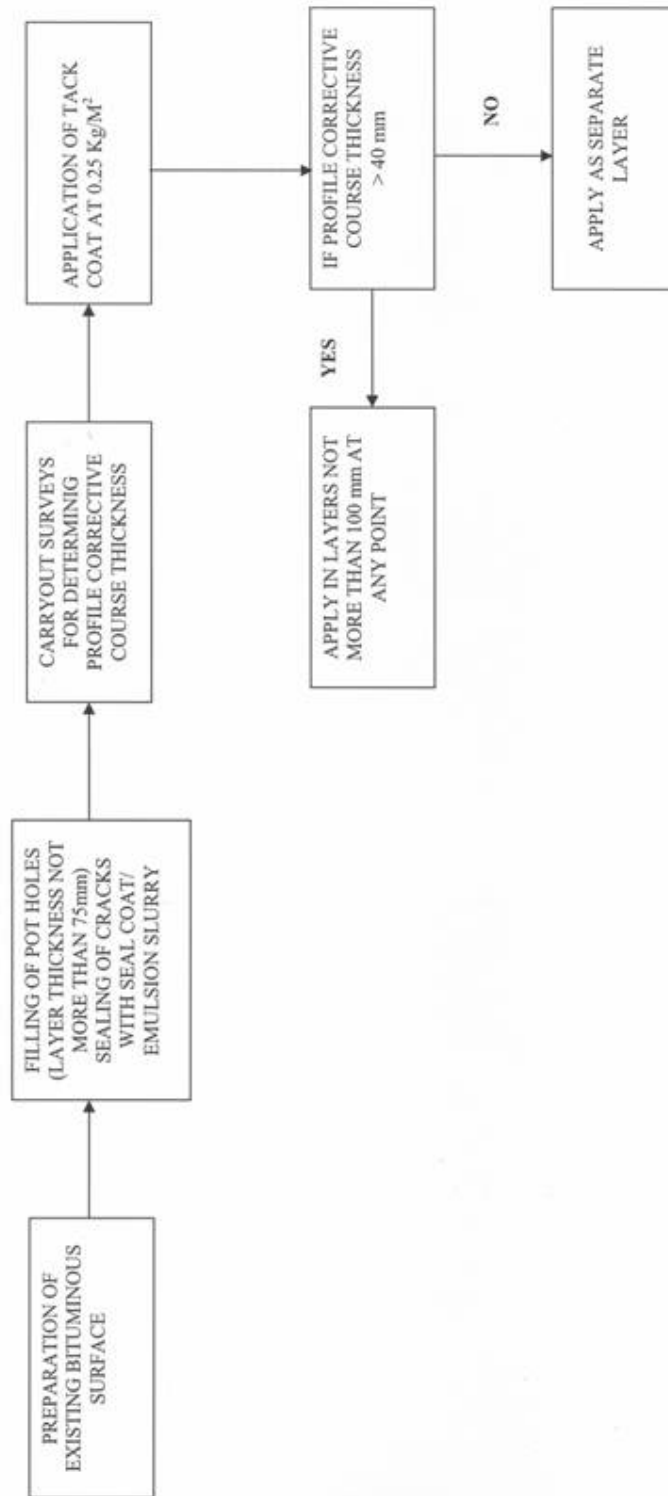 PREPARATION OF
EXISTING BITUMINOUS
SURFACE
FILLING OF POT HOLES
(LAYER THICKNESS NOT
MORE THAN 75mm)
SEALING OF CRACKS
WITH SEAL COAT/
EMULSION SLURRY
CARRYOUT SURVEYS
FOR DETERMINIG
PROFILE CORRECTIVE
COURSE THICKNESS
APPLICATION OF TACK
COAT AT 0.25 Kg/M²
IF PROFILE CORRECTIVE
COURSE THICKNESS
> 40 mm
YES
APPLY IN LAYERS NOT
MORE THAN 100 mm AT
ANY POINT
NO
APPLY AS SEPARATE
LAYER